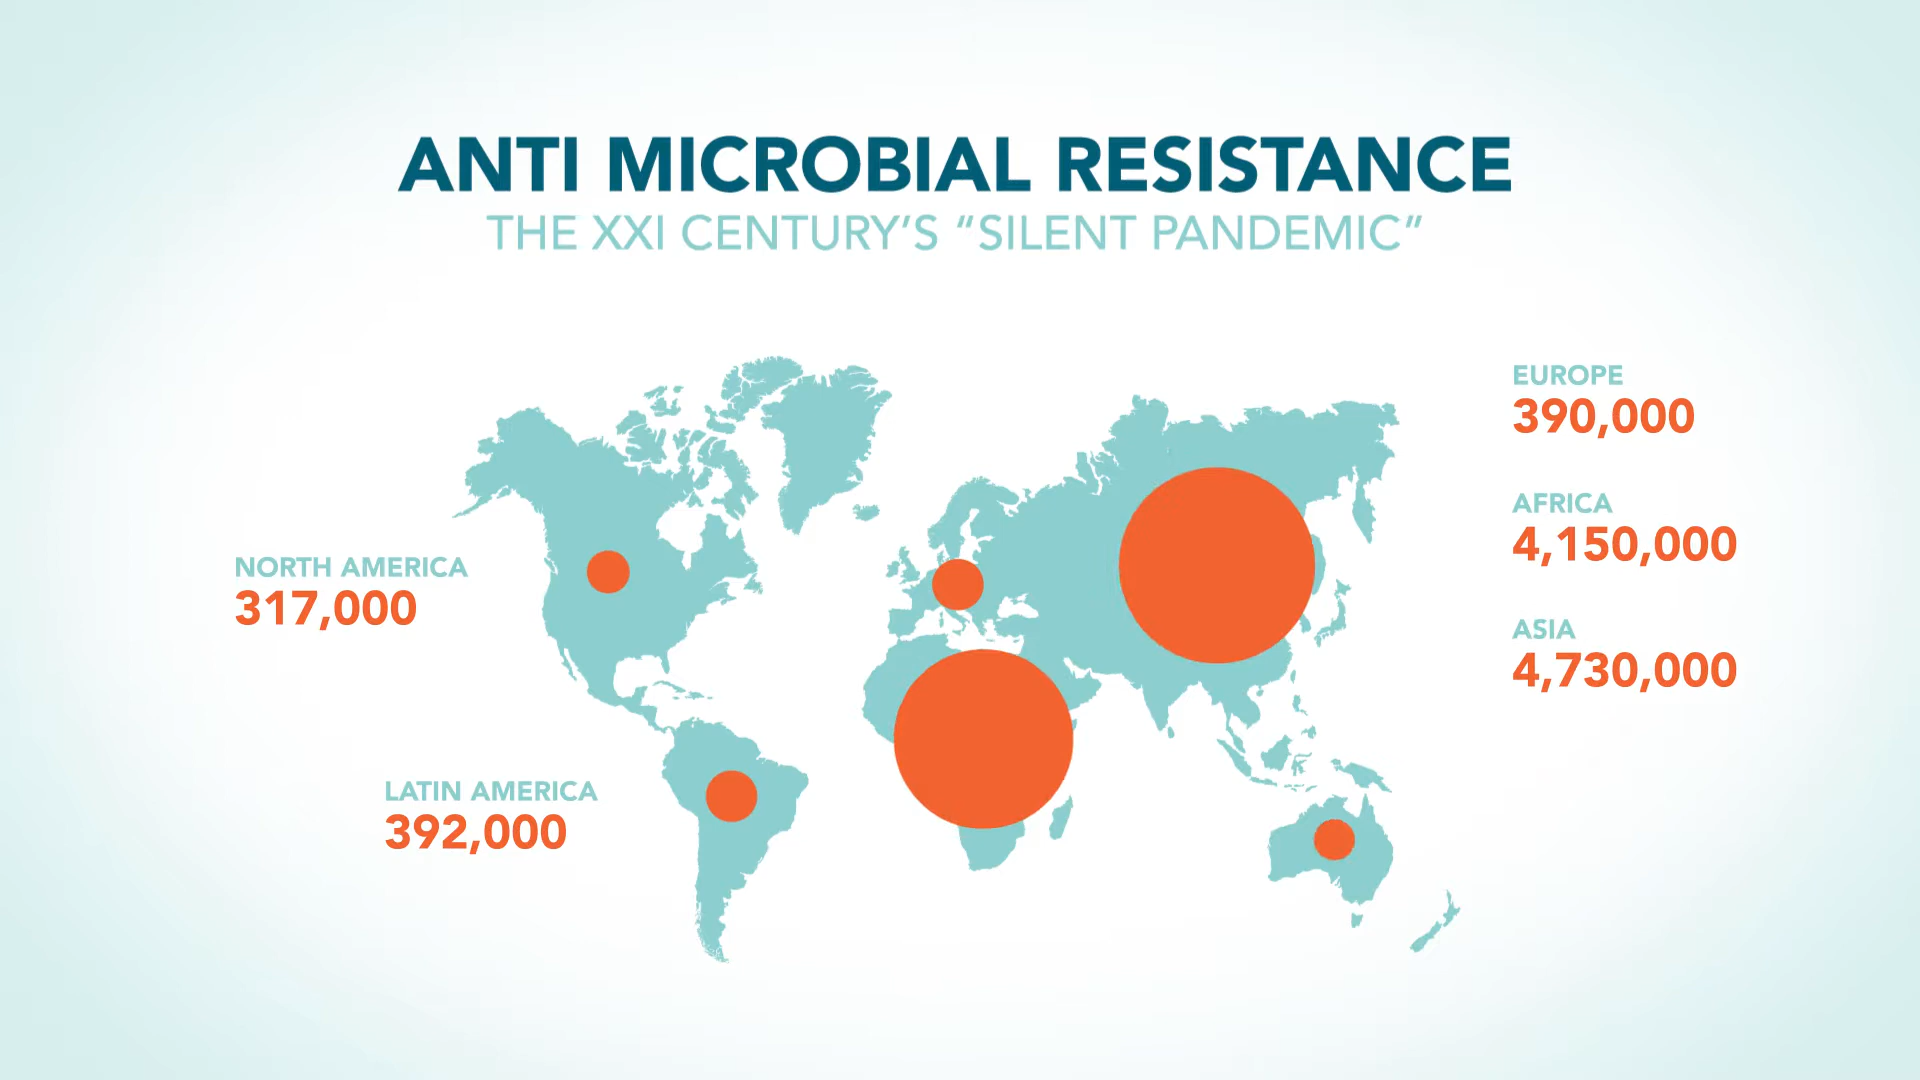 ANTI MICROBIAL RESISTANCE
THE XXI CENTURY'S “SILENT PANDEMIC”
NORTH AMERICA
317,000
LATIN AMERICA
392,000
EUROPE
390,000
AFRICA
4,150,000
ASIA
4,730,000